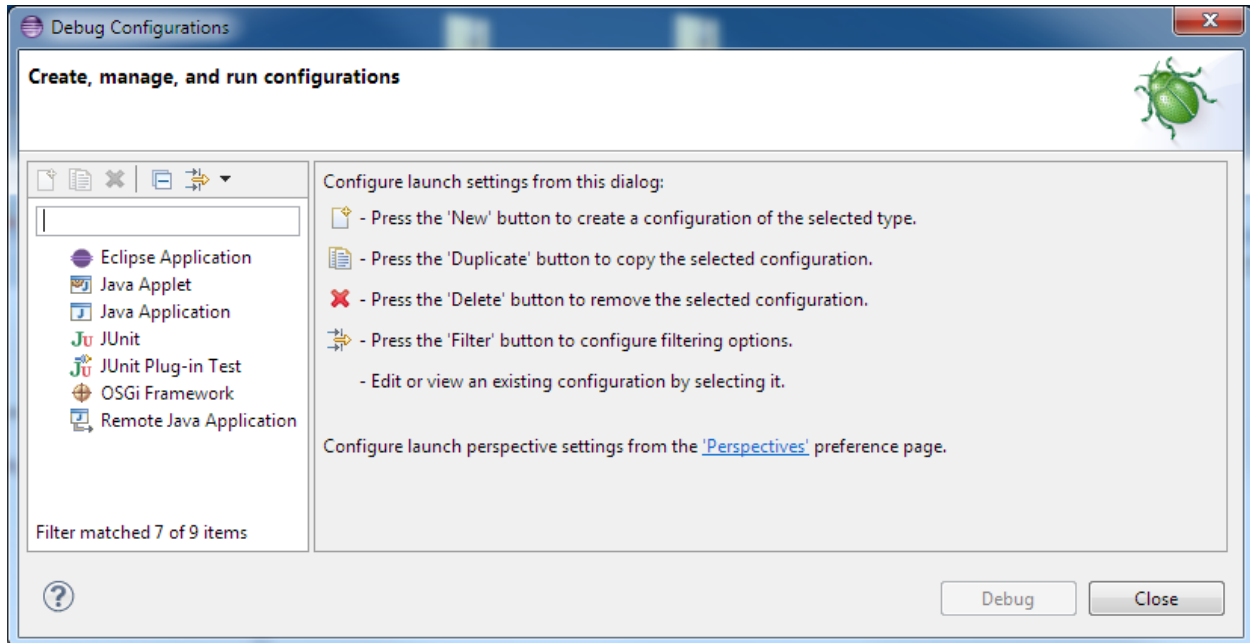 Debug Configurations
Create, manage, and run configurations
Eclipse Application
Java Applet
Java Application
JUnit
JUnit Plug-in Test
OSGi Framework
Remote Java Application
Filter matched 7 of 9 items
Configure launch settings from this dialog:
- Press the 'New' button to create a configuration of the selected type.
- Press the 'Duplicate' button to copy the selected configuration.
- Press the 'Delete' button to remove the selected configuration.
- Press the 'Filter' button to configure filtering options.
- Edit or view an existing configuration by selecting it.
Configure launch perspective settings from the 'Perspectives' preference page.
Debug
Close